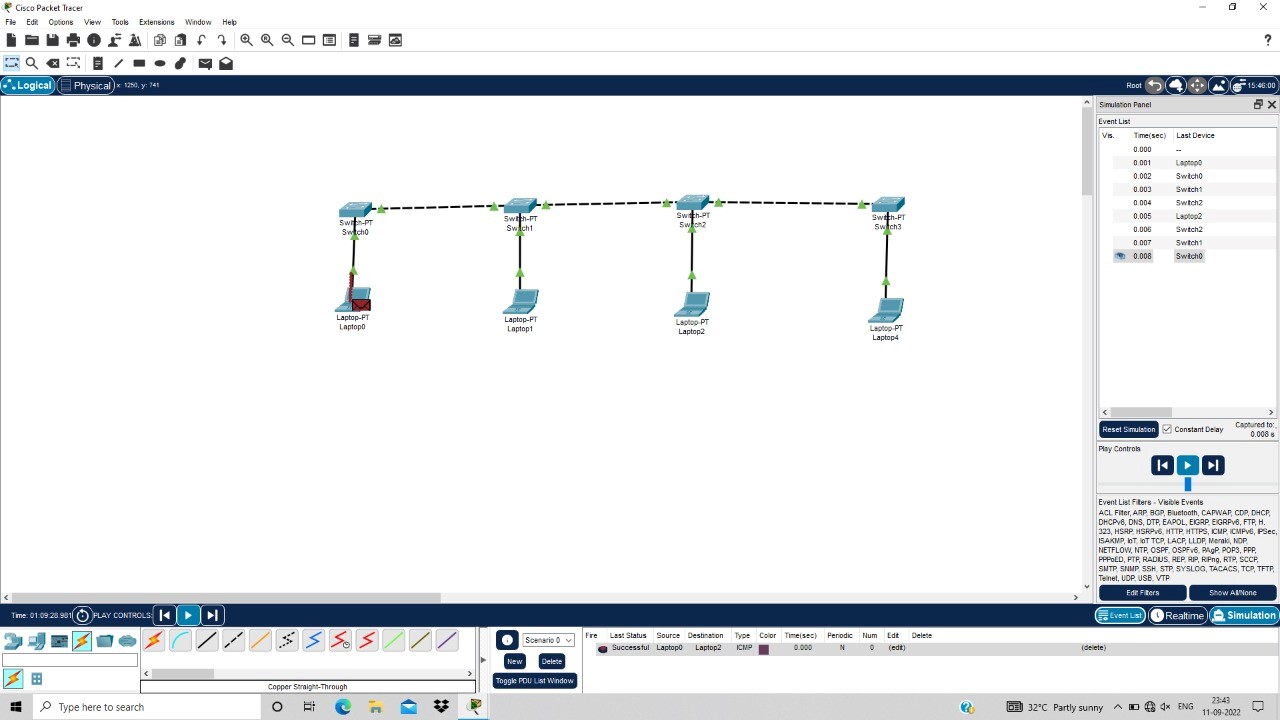 Cisco Packet Tracer
File Edit Options View Tools Extensions Window Help
Logical Physical x: 1250, y: 741 Root 15:46:00
Simulation Panel
Event List
Vis. Time(sec) Last Device
0.000 --
0.001 Laptop0
0.002 Switch0
0.003 Switch1
0.004 Switch2
0.005 Laptop2
0.006 Switch2
0.007 Switch1
0.008 Switch0
Switch-PT
Switch0
Switch-PT
Switch1
Switch-PT
Switch2
Switch-PT
Switch3
Laptop-PT
Laptop0
Laptop-PT
Laptop1
Laptop-PT
Laptop2
Laptop-PT
Laptop4
Reset Simulation Constant Delay Captured to:
0.008 s
Play Controls
Event List Filters - Visible Events
ACL Filter, ARP, BGP, Bluetooth, CAPWAP, CDP, DHCP,
DHCPv6, DNS, DTP, EAPOL, EIGRP, EIGRPv6, FTP, H.
323, HSRP, HSRPv6, HTTP, HTTPS, ICMP, ICMPv6, IPSec,
ISAKMP, IoT, IoT TCP, LACP, LLDP, Meraki, NDP,
NETFLOW, NTP, OSPF, OSPFv6, PAgP, POP3, PPP,
PPPoED, PTP, RADIUS, REP, RIP, RIPng, RTP, SCCP,
SMTP, SNMP, SSH, STP, SYSLOG, TACACS, TCP, TFTP,
Telnet, UDP, USB, VTP
Edit Filters Show All/None
Time: 01:09:28.981 PLAY CONTROLS: Event List Realtime Simulation
Scenario 0
New Delete
Toggle PDU List Window
Fire Last Status Source Destination Type Color Time(sec) Periodic Num Edit Delete
Successful Laptop0 Laptop2 ICMP 0.000 N 0 (edit) (delete)
Copper Straight-Through
Type here to search
32°C Partly sunny ENG 23:43
11-09-2022